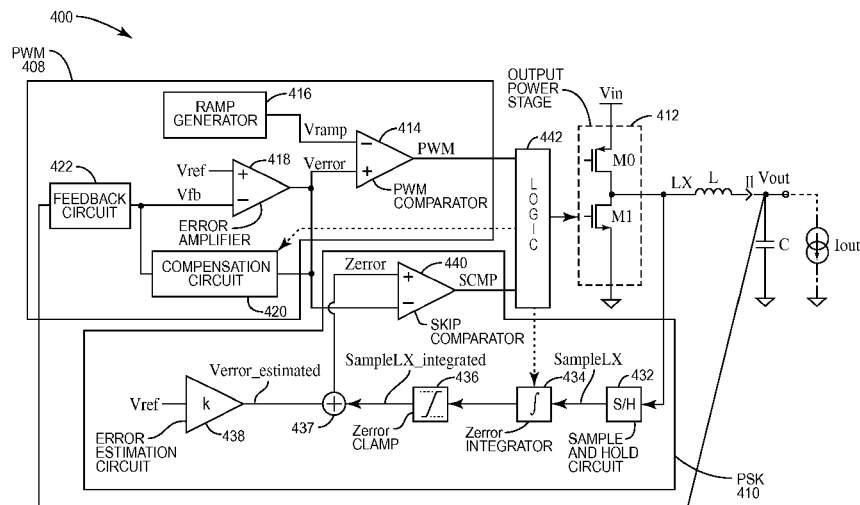 400
PWM
408
RAMP
GENERATOR
416
Vramp
414
PWM
PWM
COMPARATOR
OUTPUT
POWER
STAGE
Vin
412
M0
M1
442
LOGIC
LX
L
Il
Vout
C
Iout
422
FEEDBACK
CIRCUIT
Vref
Vfb
418
Verror
ERROR
AMPLIFIER
COMPENSATION
CIRCUIT
420
Zerror
440
SCMP
SKIP
COMPARATOR
Verror_estimated
SampleLX_integrated
436
434
SampleLX
432
Vref
k
438
ERROR
ESTIMATION
CIRCUIT
437
Zerror
CLAMP
∫
Zerror
INTEGRATOR
S/H
SAMPLE
AND HOLD
CIRCUIT
PSK
410